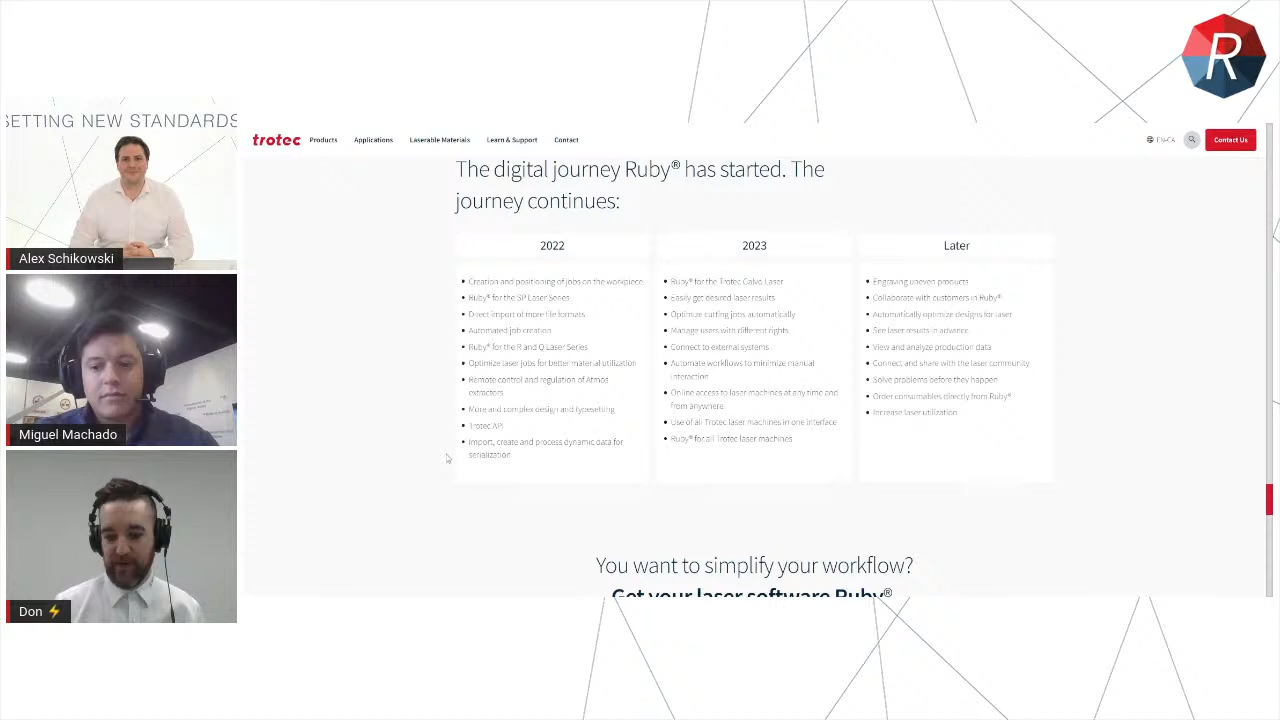 R
SETTING NEW STANDARDS
Alex Schikowski
Miguel Machado
Don ⚡
trotec Products Applications Laserable Materials Learn & Support Contact EN-CA Contact Us
The digital journey Ruby® has started. The
journey continues:
2022
• Creation and positioning of jobs on the workpiece
• Ruby® for the SP Laser Series
• Direct import of more file formats
• Automated job creation
• Ruby® for the R and Q Laser Series
• Optimize laser jobs for better material utilization
• Remote control and regulation of Atmos
extractors
• More and complex design and typesetting
• Trotec API
• Import, create and process dynamic data for
serialization
2023
• Ruby® for the Trotec Galvo Laser
• Easily get desired laser results
• Optimize cutting jobs automatically
• Manage users with different rights
• Connect to external systems
• Automate workflows to minimize manual
interaction
• Online access to laser machines at any time and
from anywhere
• Use of all Trotec laser machines in one interface
• Ruby® for all Trotec laser machines
Later
• Engraving uneven products
• Collaborate with customers in Ruby®
• Automatically optimize designs for laser
• See laser results in advance
• View and analyze production data
• Connect and share with the laser community
• Solve problems before they happen
• Order consumables directly from Ruby®
• Increase laser utilization
You want to simplify your workflow?
Get your laser software Ruby®